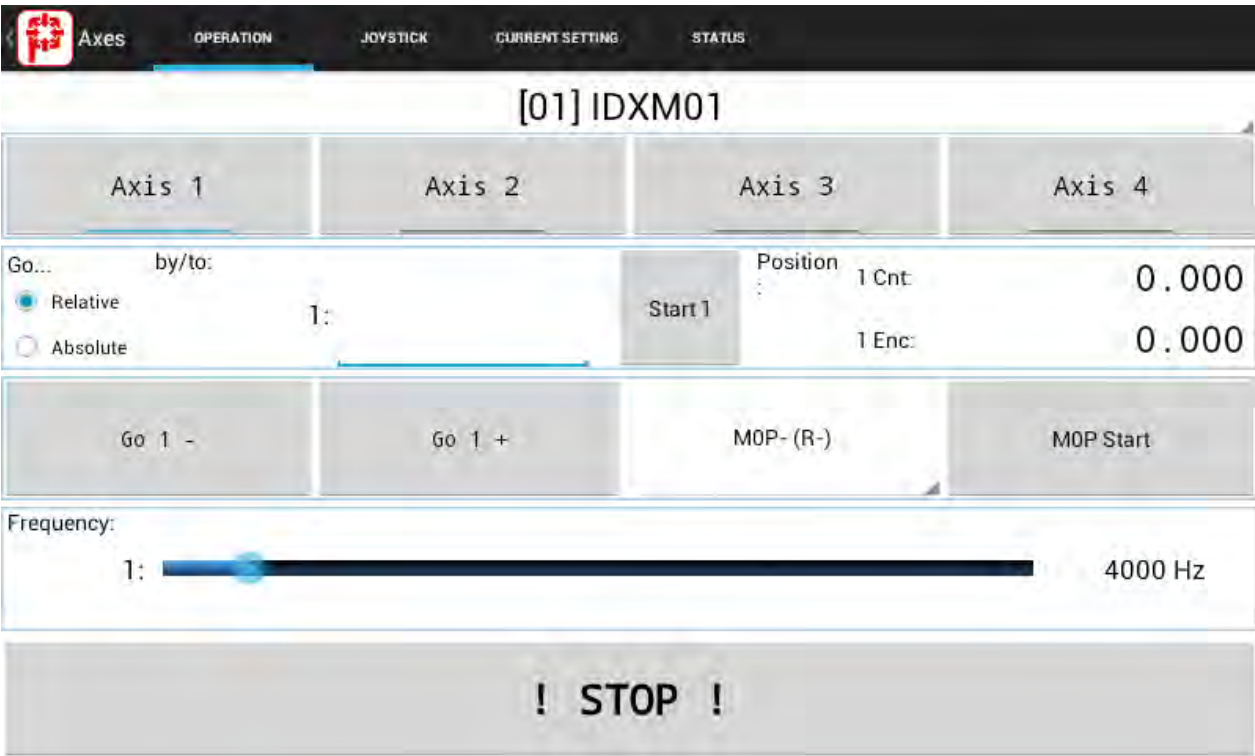 Axes OPERATION JOYSTICK CURRENT SETTING STATUS
[01] IDXM01
Axis 1 Axis 2 Axis 3 Axis 4
Go... by/to: Position
:
Relative 1 Cnt: 0.000
1: Start 1
Absolute 1 Enc: 0.000
Go 1 - Go 1 + M0P- (R-) M0P Start
Frequency:
1: 4000 Hz
! STOP !